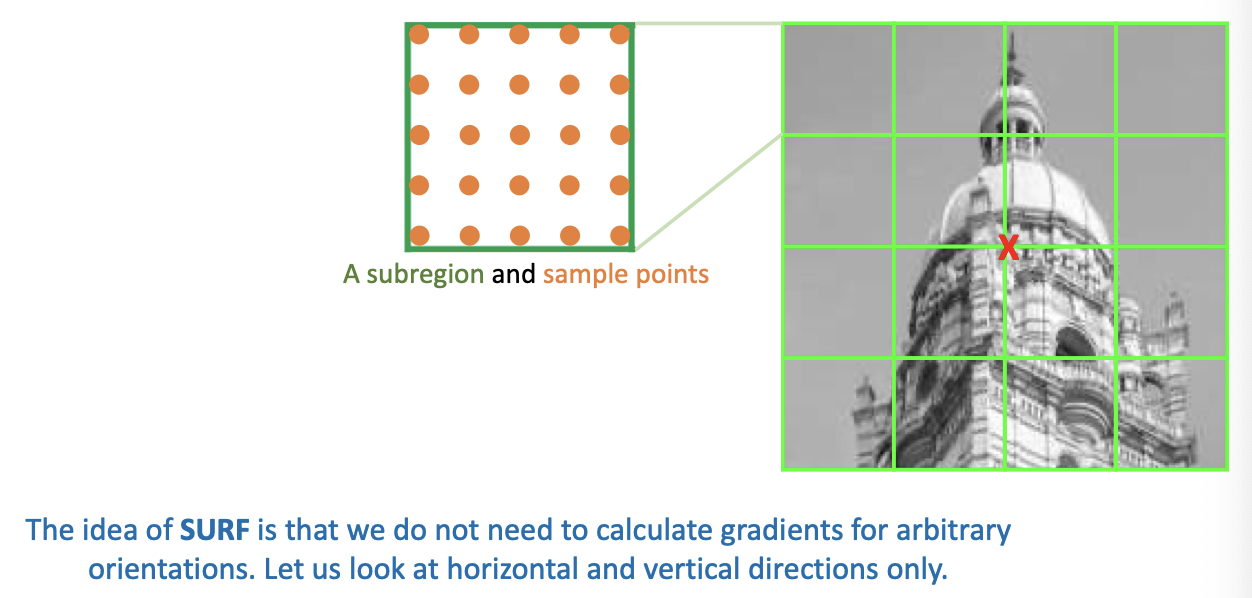 A subregion and sample points
X
The idea of SURF is that we do not need to calculate gradients for arbitrary
orientations. Let us look at horizontal and vertical directions only.